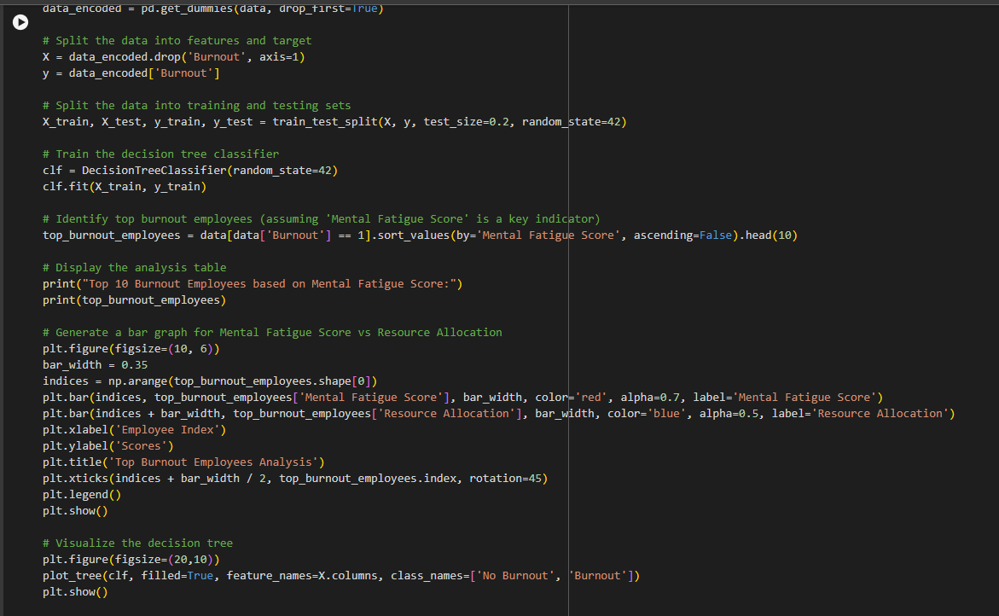 data_encoded = pd.get_dummies(data, drop_first=True)
# Split the data into features and target
X = data_encoded.drop('Burnout', axis=1)
y = data_encoded['Burnout']
# Split the data into training and testing sets
X_train, X_test, y_train, y_test = train_test_split(X, y, test_size=0.2, random_state=42)
# Train the decision tree classifier
clf = DecisionTreeClassifier(random_state=42)
clf.fit(X_train, y_train)
# Identify top burnout employees (assuming 'Mental Fatigue Score' is a key indicator)
top_burnout_employees = data[data['Burnout'] == 1].sort_values(by='Mental Fatigue Score', ascending=False).head(10)
# Display the analysis table
print("Top 10 Burnout Employees based on Mental Fatigue Score:")
print(top_burnout_employees)
# Generate a bar graph for Mental Fatigue Score vs Resource Allocation
plt.figure(figsize=(10, 6))
bar_width = 0.35
indices = np.arange(top_burnout_employees.shape[0])
plt.bar(indices, top_burnout_employees['Mental Fatigue Score'], bar_width, color='red', alpha=0.7, label='Mental Fatigue Score')
plt.bar(indices + bar_width, top_burnout_employees['Resource Allocation'], bar_width, color='blue', alpha=0.5, label='Resource Allocation')
plt.xlabel('Employee Index')
plt.ylabel('Scores')
plt.title('Top Burnout Employees Analysis')
plt.xticks(indices + bar_width / 2, top_burnout_employees.index, rotation=45)
plt.legend()
plt.show()
# Visualize the decision tree
plt.figure(figsize=(20,10))
plot_tree(clf, filled=True, feature_names=X.columns, class_names=['No Burnout', 'Burnout'])
plt.show()